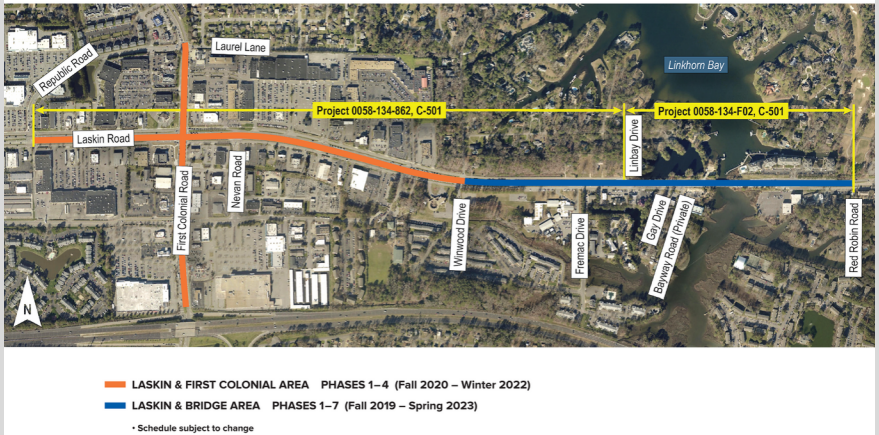 Republic Road
Laurel Lane
Linkhorn Bay
Project 0058-134-862, C-501
Project 0058-134-F02, C-501
Laskin Road
Linbay Drive
First Colonial Road
Nevan Road
Winwood Drive
Fremac Drive
Gay Drive
Bayway Road (Private)
Red Robin Road
N
LASKIN & FIRST COLONIAL AREA PHASES 1–4 (Fall 2020 – Winter 2022)
LASKIN & BRIDGE AREA PHASES 1–7 (Fall 2019 – Spring 2023)
• Schedule subject to change